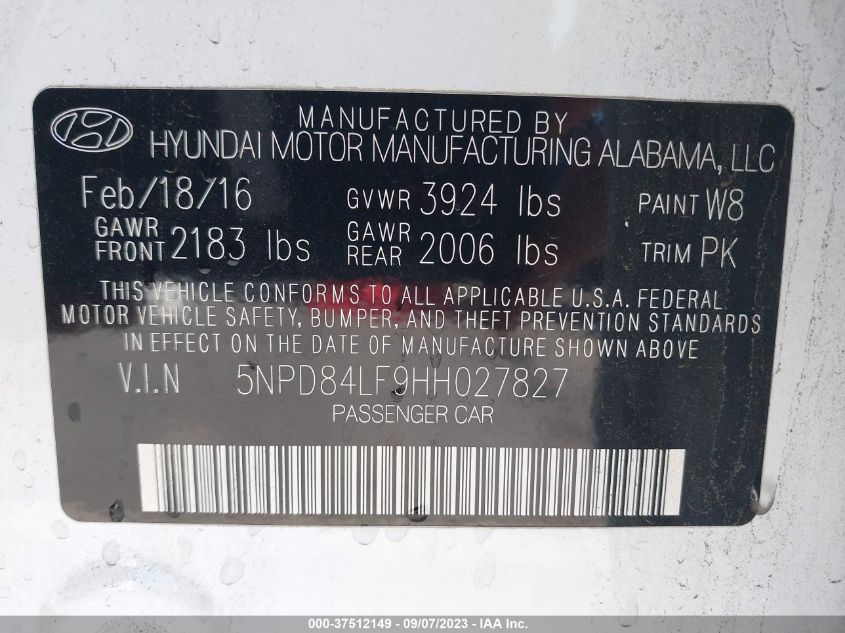 MANUFACTURED BY
HYUNDAI MOTOR MANUFACTURING ALABAMA, LLC
Feb/18/16 GVWR 3924 lbs PAINT W8
GAWR FRONT 2183 lbs GAWR REAR 2006 lbs TRIM PK
THIS VEHICLE CONFORMS TO ALL APPLICABLE U.S.A. FEDERAL
MOTOR VEHICLE SAFETY, BUMPER, AND THEFT PREVENTION STANDARDS
IN EFFECT ON THE DATE OF MANUFACTURE SHOWN ABOVE
V.I.N 5NPD84LF9HH027827
PASSENGER CAR
000-37512149 - 09/07/2023 - IAA Inc.